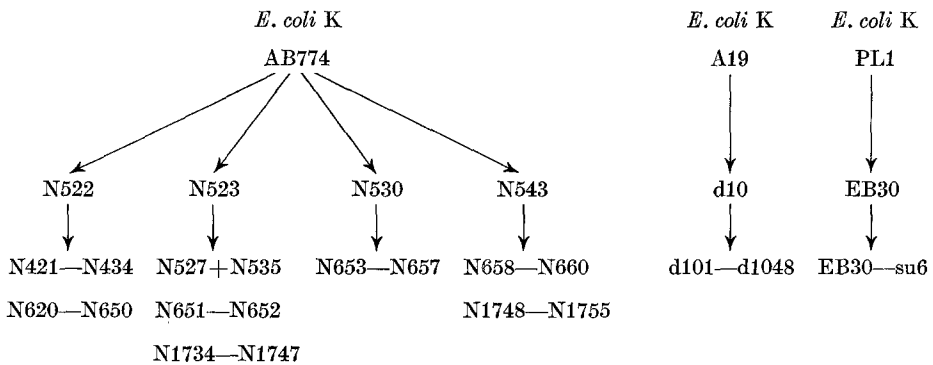 E. coli K E. coli K E. coli K
AB774 A19 PL1
N522 N523 N530 N543 d10 EB30
N421—N434 N527+N535 N653—N657 N658—N660 d101—d1048 EB30—su6
N620—N650 N651—N652 N1748—N1755
N1734—N1747